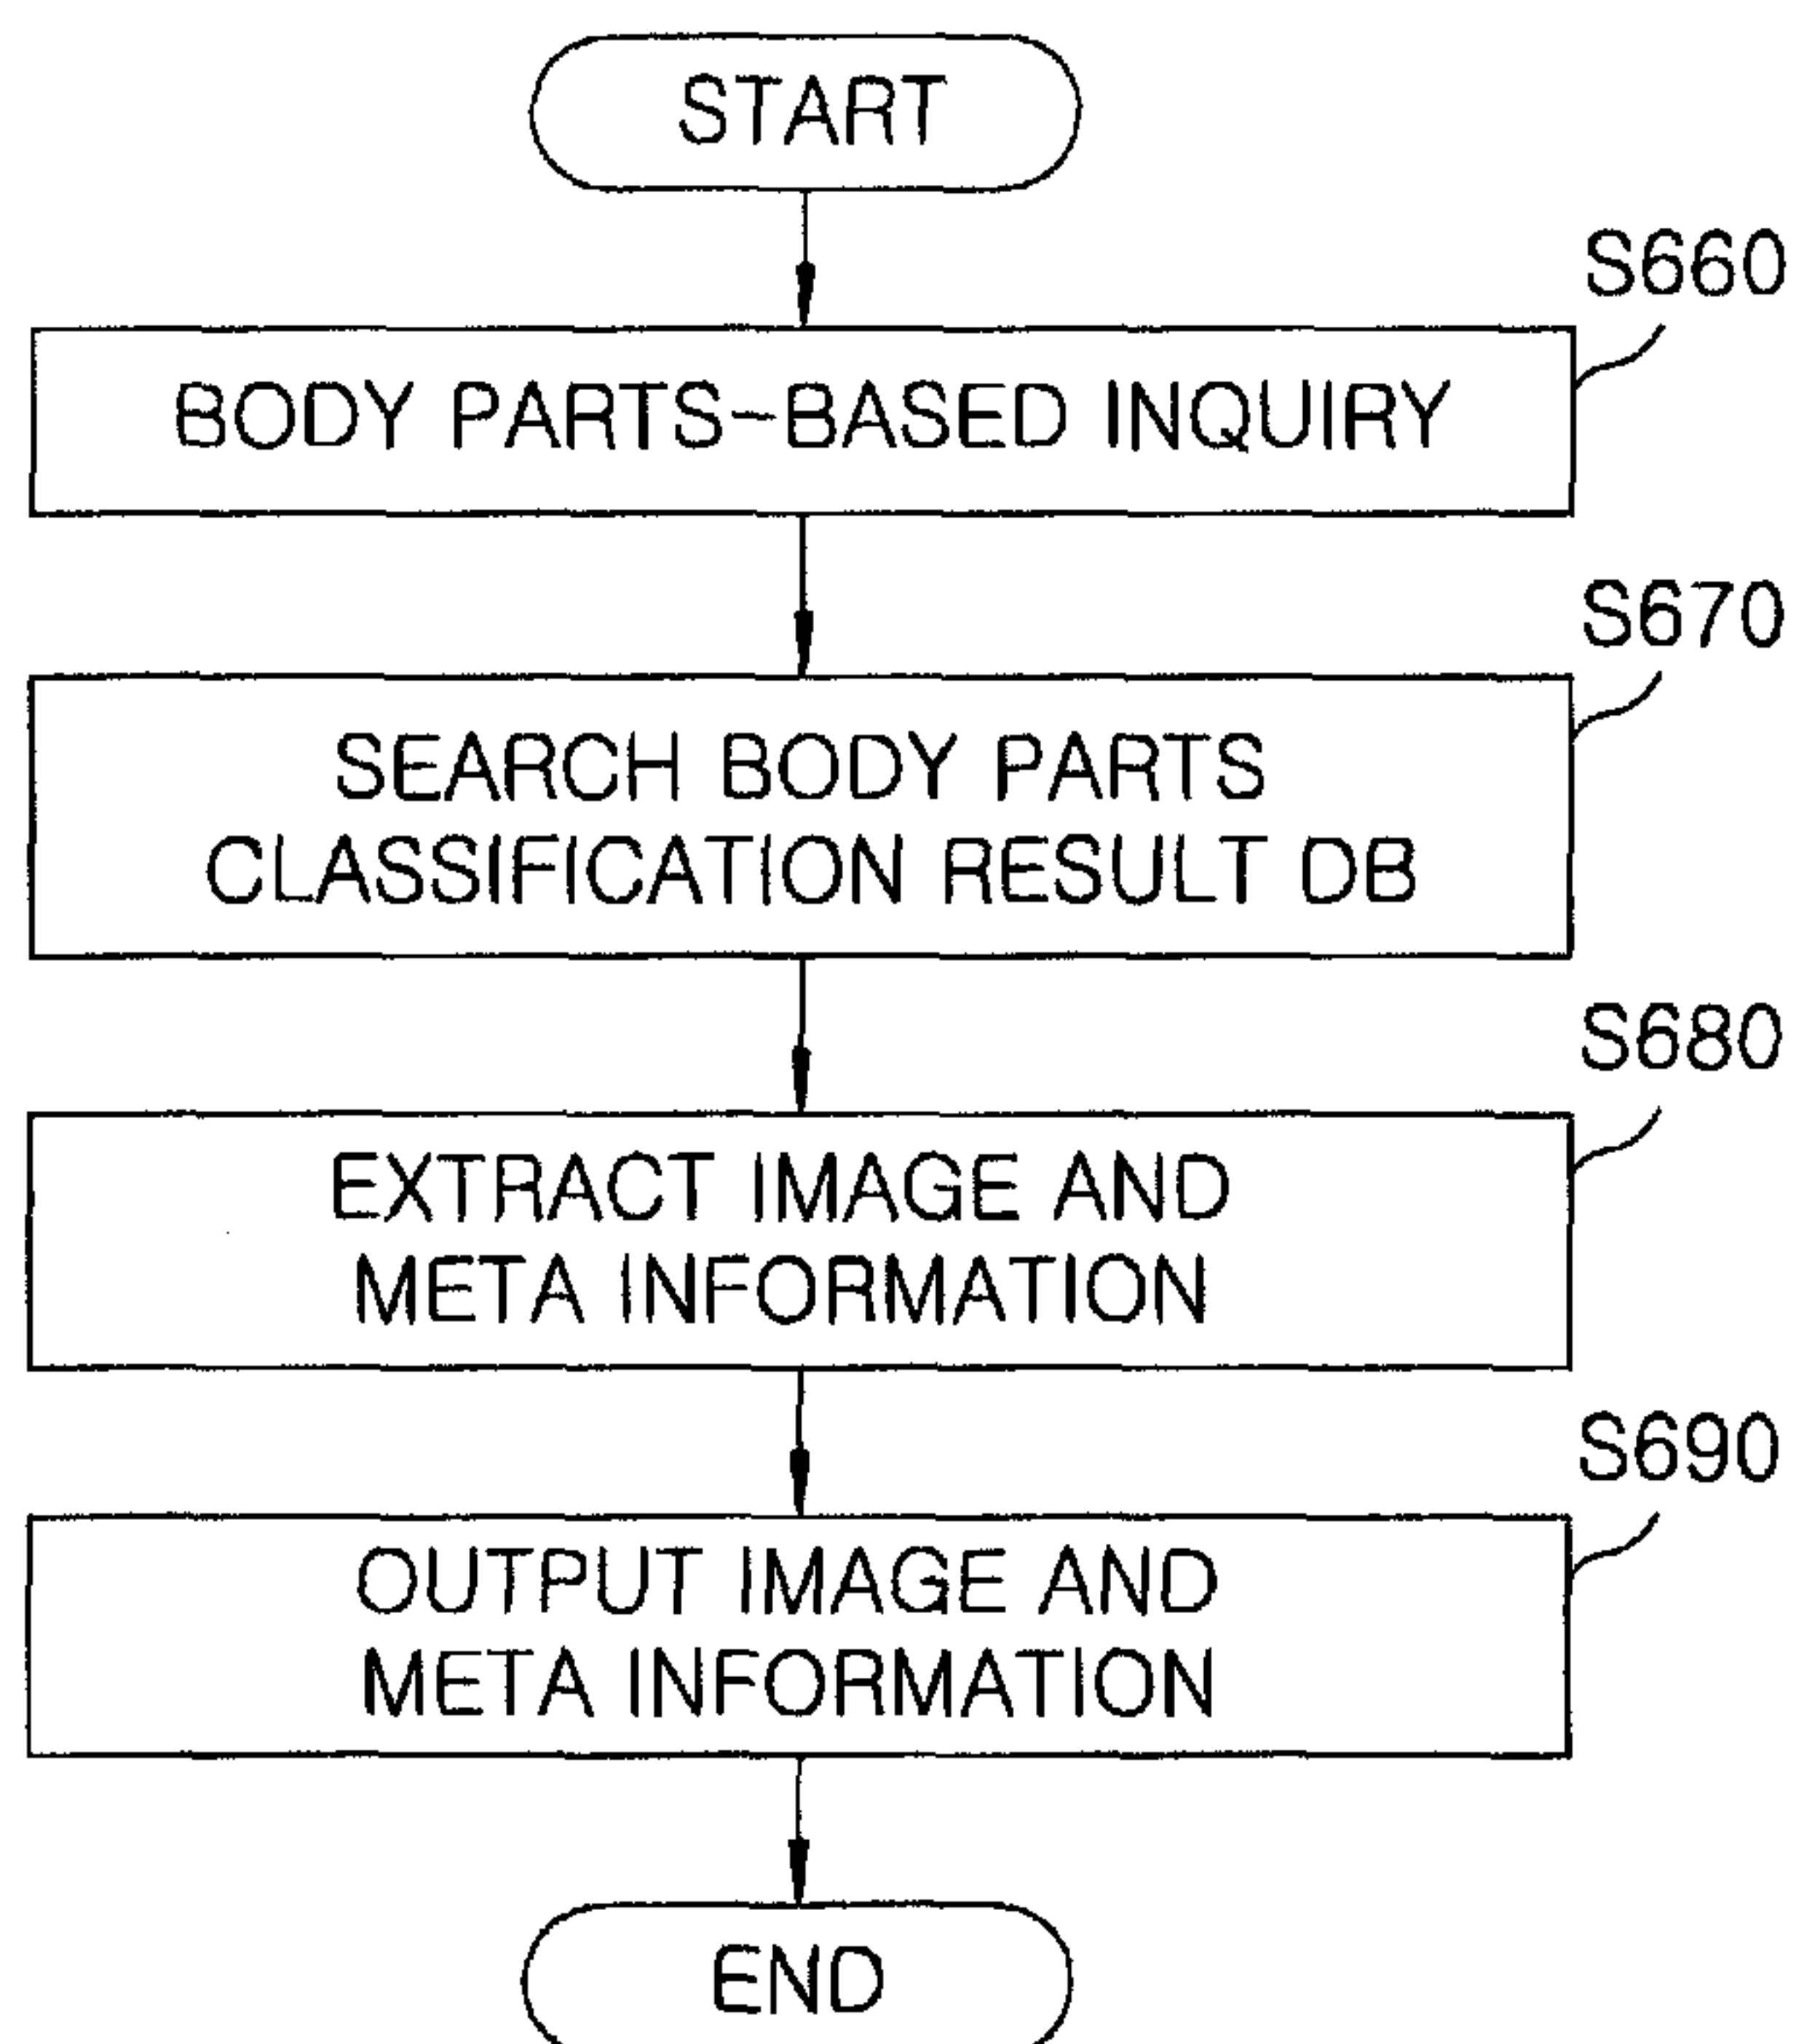 START
S660
BODY PARTS-BASED INQUIRY
S670
SEARCH BODY PARTS
CLASSIFICATION RESULT DB
S680
EXTRACT IMAGE AND
META INFORMATION
S690
OUTPUT IMAGE AND
META INFORMATION
END